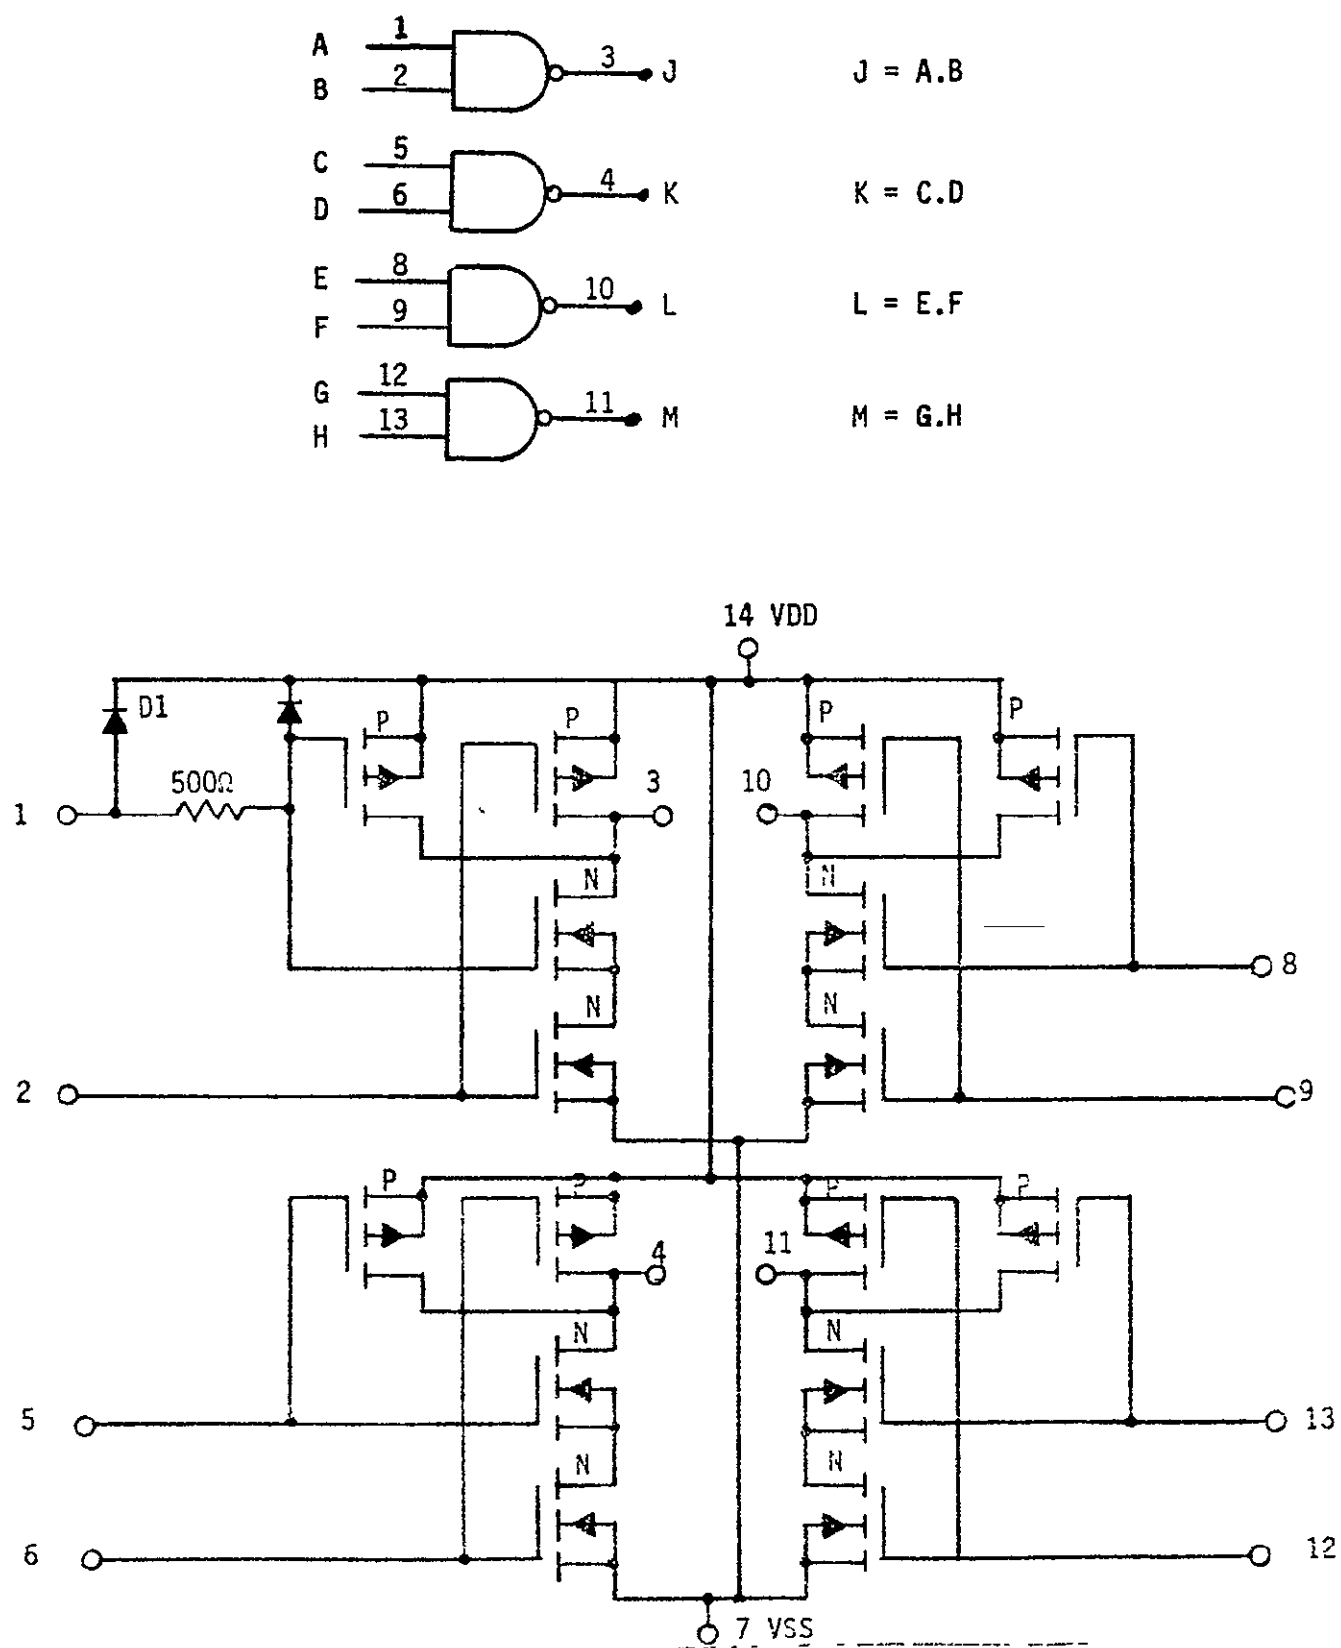 A 1
B 2
3 J
J = A.B
C 5
D 6
4 K
K = C.D
E 8
F 9
10 L
L = E.F
G 12
H 13
11 M
M = G.H
14 VDD
D1
P
P
P
P
500Ω
1
3
10
N
N
8
N
N
2
9
P
P
P
P
4
11
N
N
5
13
N
N
6
12
7 VSS